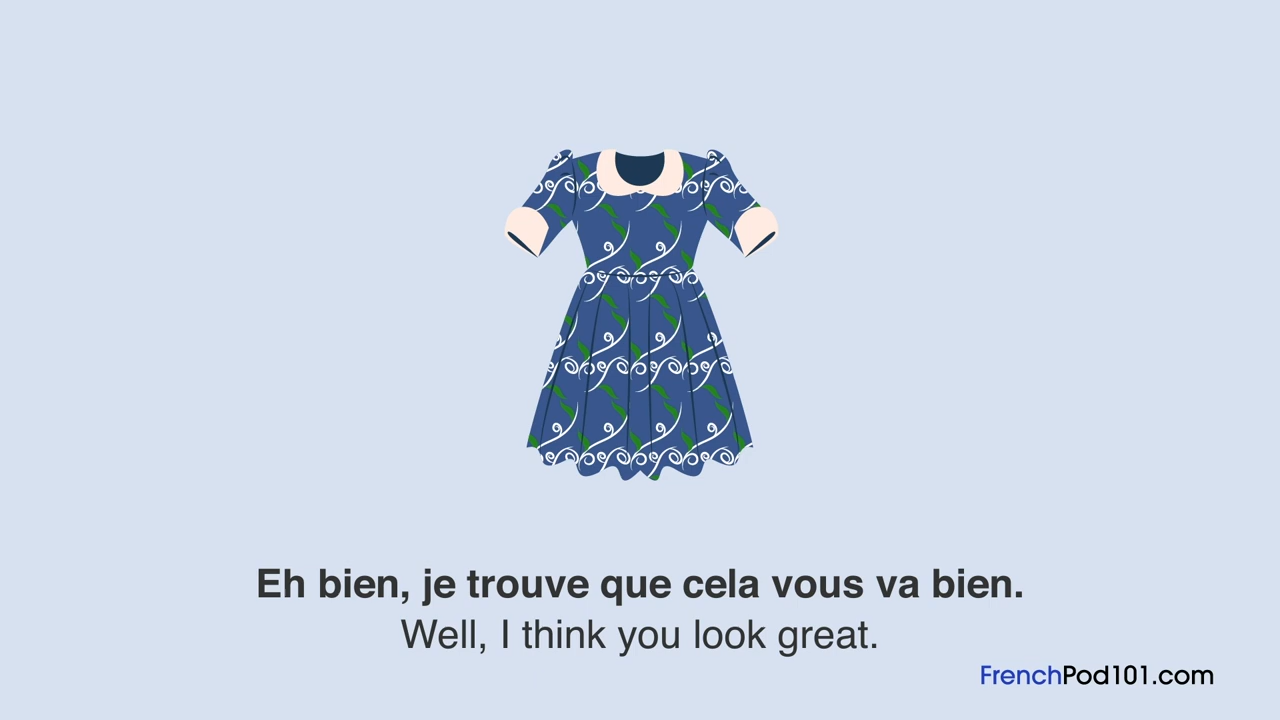 Eh bien, je trouve que cela vous va bien.
Well, I think you look great.
FrenchPod101.com